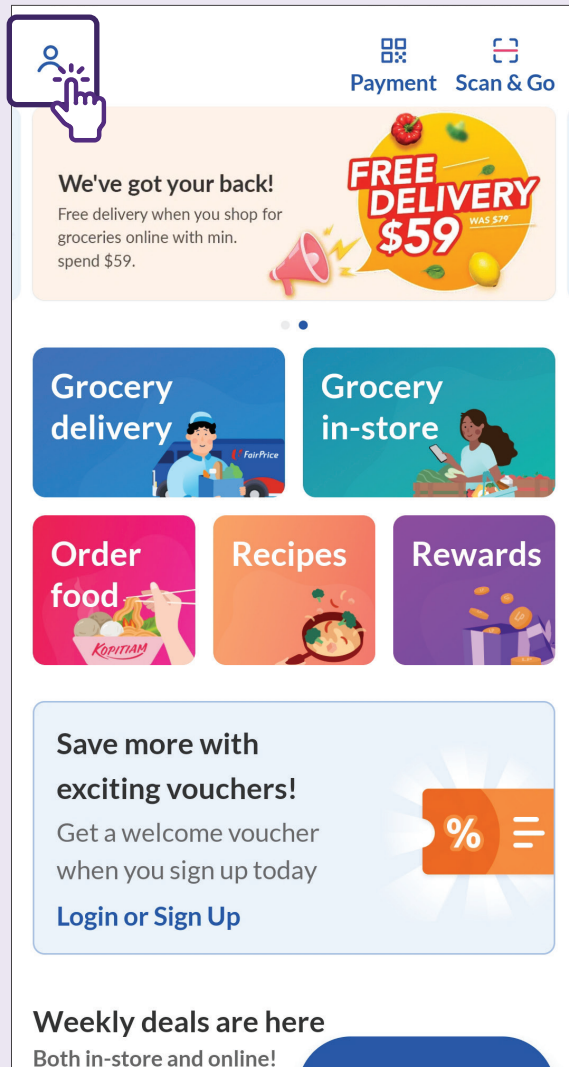 Payment Scan & Go
We've got your back!
Free delivery when you shop for
groceries online with min.
spend $59.
FREE
DELIVERY
$59 WAS $79
Grocery
delivery
FairPrice
Grocery
in-store
Order
food
KOPITIAM
Recipes
Rewards
Save more with
exciting vouchers!
Get a welcome voucher
when you sign up today
Login or Sign Up
%
Weekly deals are here
Both in-store and online!